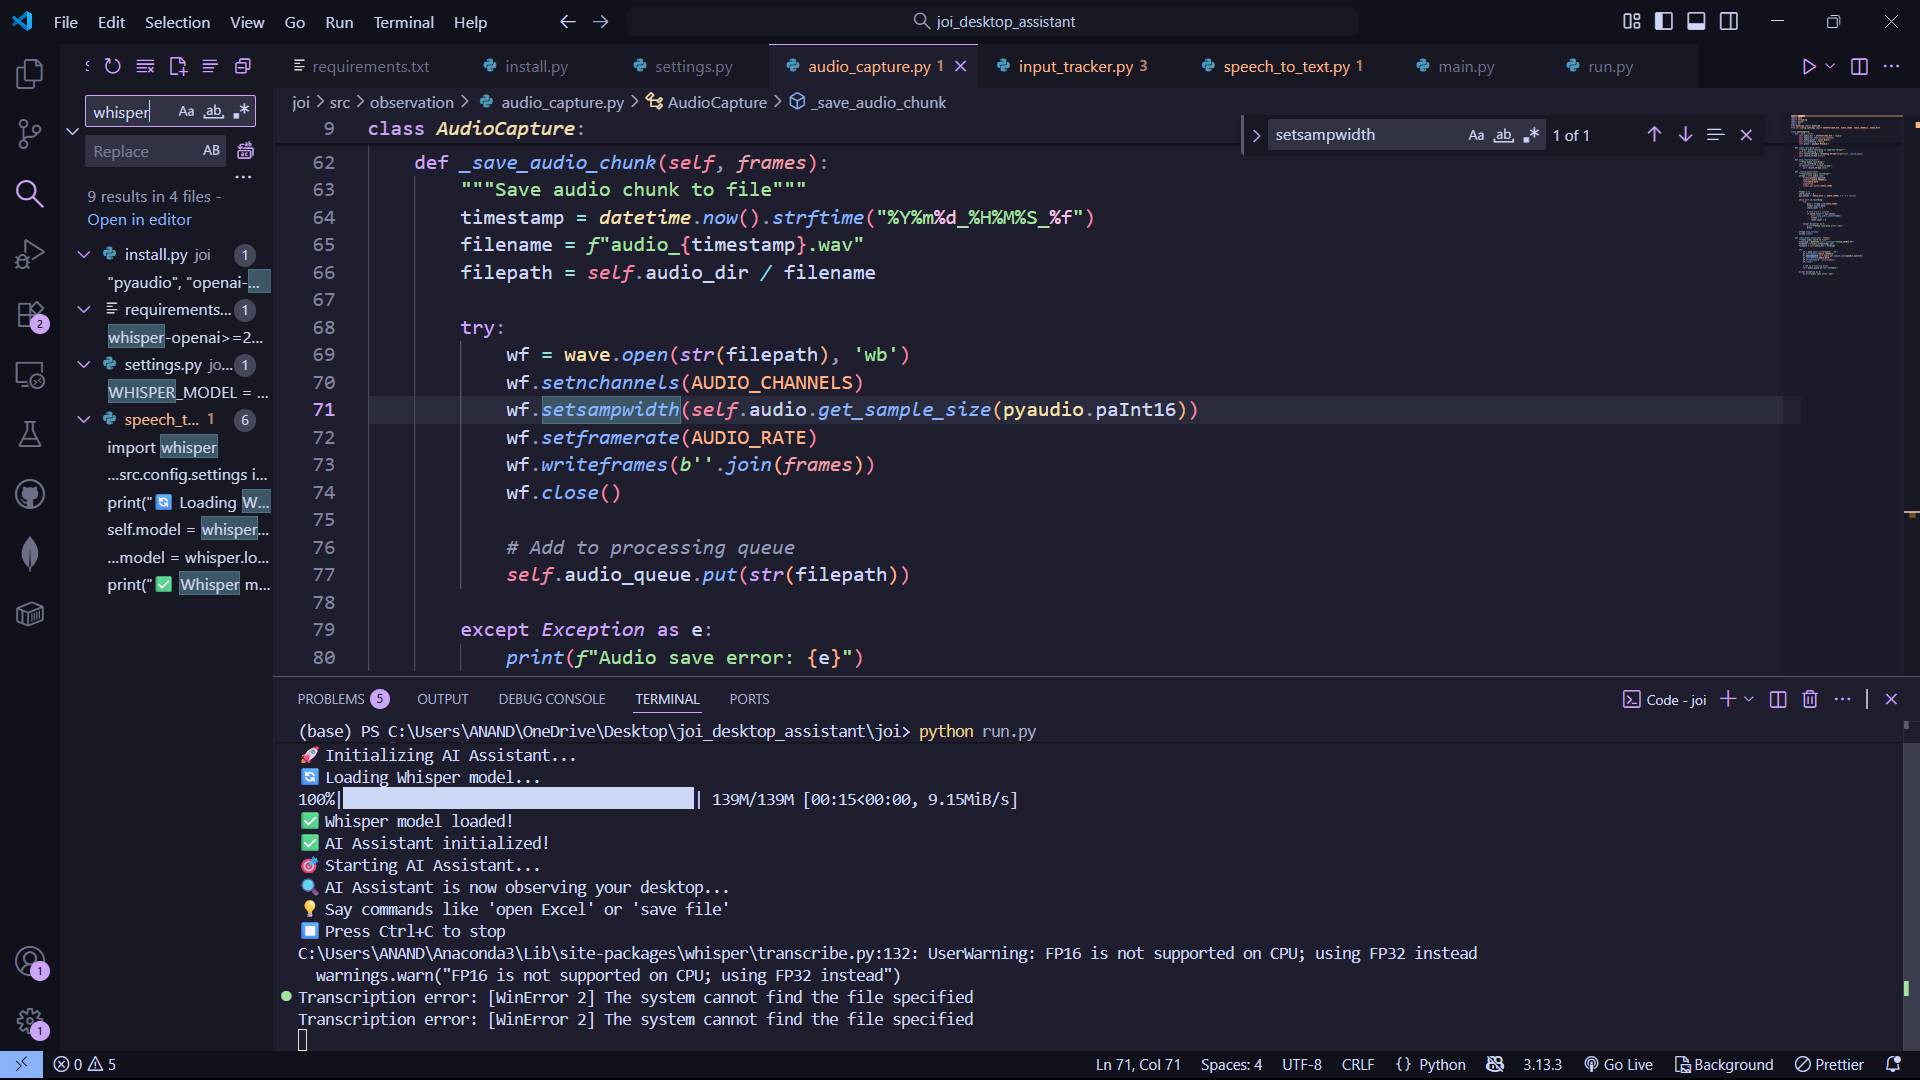 File Edit Selection View Go Run Terminal Help
joi_desktop_assistant
requirements.txt install.py settings.py audio_capture.py 1 input_tracker.py 3 speech_to_text.py 1 main.py run.py
whisper
Aa ab
Replace AB
9 results in 4 files -
Open in editor
install.py joi 1
"pyaudio", "openai-...
requirements... 1
whisper-openai>=2...
settings.py jo... 1
WHISPER_MODEL = ...
speech_t... 1 6
import whisper
...src.config.settings i...
print("🔄 Loading W...
self.model = whisper...
...model = whisper.lo...
print("✅ Whisper m...
joi > src > observation > audio_capture.py > AudioCapture > _save_audio_chunk
setsampwidth Aa ab 1 of 1
9 class AudioCapture:
62 def _save_audio_chunk(self, frames):
63 """Save audio chunk to file"""
64 timestamp = datetime.now().strftime("%Y%m%d_%H%M%S_%f")
65 filename = f"audio_{timestamp}.wav"
66 filepath = self.audio_dir / filename
67
68 try:
69 wf = wave.open(str(filepath), 'wb')
70 wf.setnchannels(AUDIO_CHANNELS)
71 wf.setsampwidth(self.audio.get_sample_size(pyaudio.paInt16))
72 wf.setframerate(AUDIO_RATE)
73 wf.writeframes(b''.join(frames))
74 wf.close()
75
76 # Add to processing queue
77 self.audio_queue.put(str(filepath))
78
79 except Exception as e:
80 print(f"Audio save error: {e}")
PROBLEMS 5 OUTPUT DEBUG CONSOLE TERMINAL PORTS Code - joi
(base) PS C:\Users\ANAND\OneDrive\Desktop\joi_desktop_assistant\joi> python run.py
🚀 Initializing AI Assistant...
🔄 Loading Whisper model...
100%|| 139M/139M [00:15<00:00, 9.15MiB/s]
✅ Whisper model loaded!
✅ AI Assistant initialized!
🎯 Starting AI Assistant...
🔍 AI Assistant is now observing your desktop...
💡 Say commands like 'open Excel' or 'save file'
⏹ Press Ctrl+C to stop
C:\Users\ANAND\Anaconda3\Lib\site-packages\whisper\transcribe.py:132: UserWarning: FP16 is not supported on CPU; using FP32 instead
warnings.warn("FP16 is not supported on CPU; using FP32 instead")
Transcription error: [WinError 2] The system cannot find the file specified
Transcription error: [WinError 2] The system cannot find the file specified
2
1
1
0 5 Ln 71, Col 71 Spaces: 4 UTF-8 CRLF {} Python 3.13.3 Go Live Background Prettier